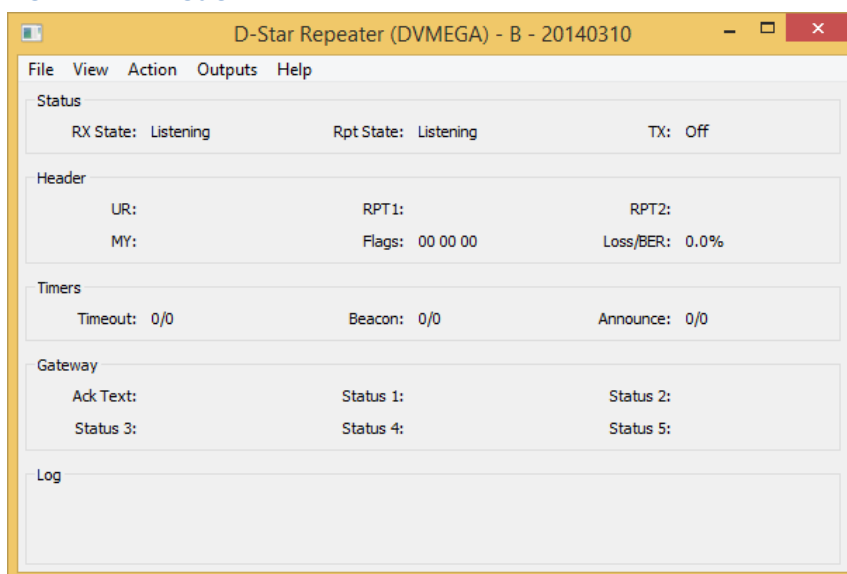 D-Star Repeater (DVMEGA) - B - 20140310
File View Action Outputs Help
Status
RX State: Listening Rpt State: Listening TX: Off
Header
UR: RPT1: RPT2:
MY: Flags: 00 00 00 Loss/BER: 0.0%
Timers
Timeout: 0/0 Beacon: 0/0 Announce: 0/0
Gateway
Ack Text: Status 1: Status 2:
Status 3: Status 4: Status 5:
Log